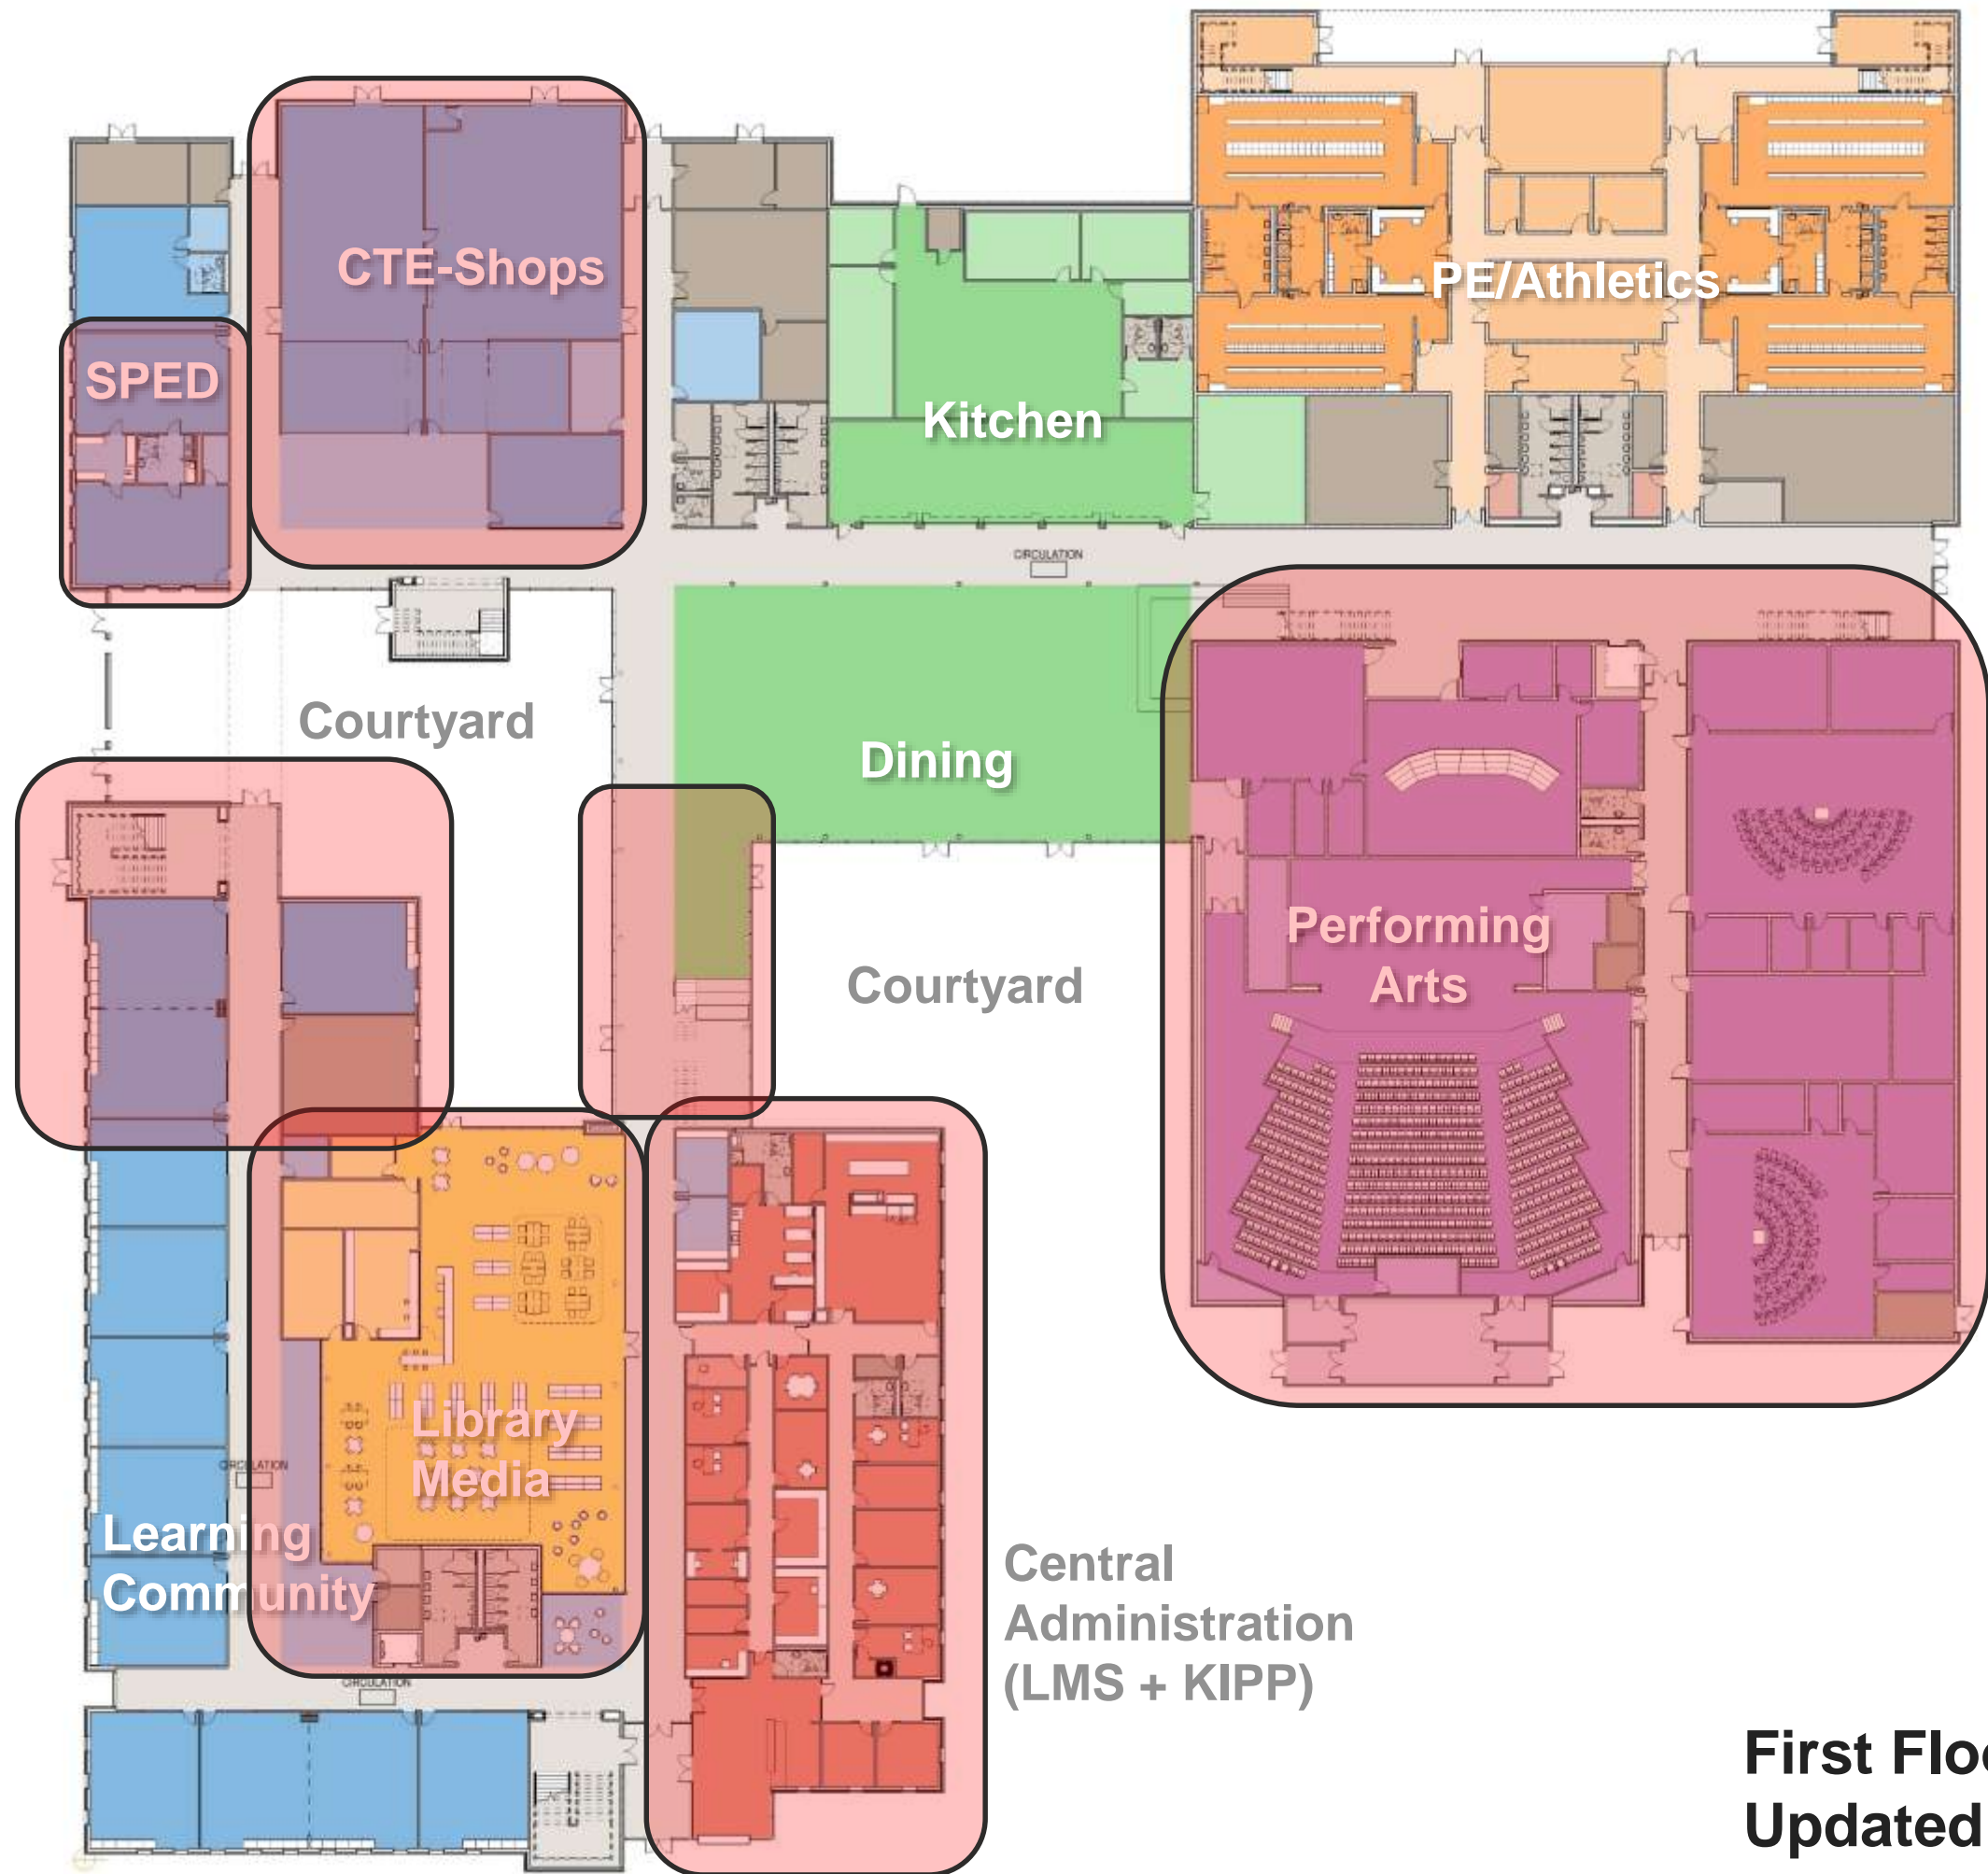 CTE-Shops
PE/Athletics
SPED
Kitchen
CIRCULATION
Courtyard
Dining
Performing
Arts
Courtyard
Library
Media
CIRCULATION
Learning
Community
Central
Administration
(LMS + KIPP)
CIRCULATION
First
Updated